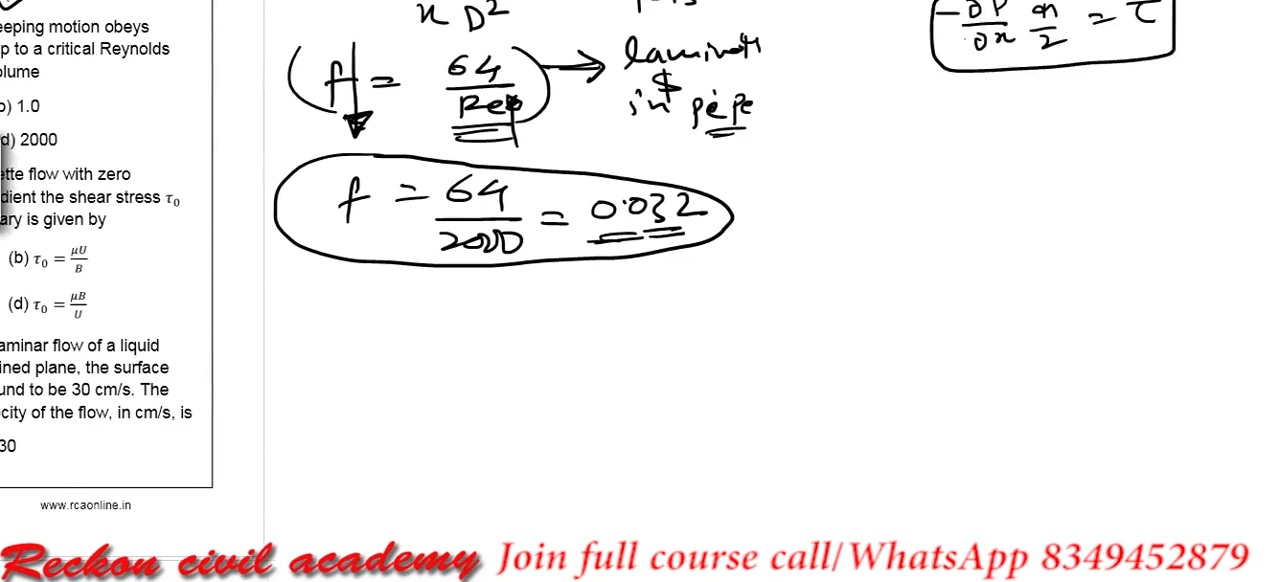 eeping motion obeys
p to a critical Reynolds
olume
b) 1.0
d) 2000
ette flow with zero
dient the shear stress τ₀
ary is given by
(b) τ₀ = μU/B
(d) τ₀ = μB/U
aminar flow of a liquid
ined plane, the surface
und to be 30 cm/s. The
city of the flow, in cm/s, is
30
www.rcaonline.in
x D²
f = 64/Re → laminar
in pipe
f = 64/2000 = 0.032
-∂P/∂x r/2 = τ
Reckon civil academy Join full course call/WhatsApp 8349452879